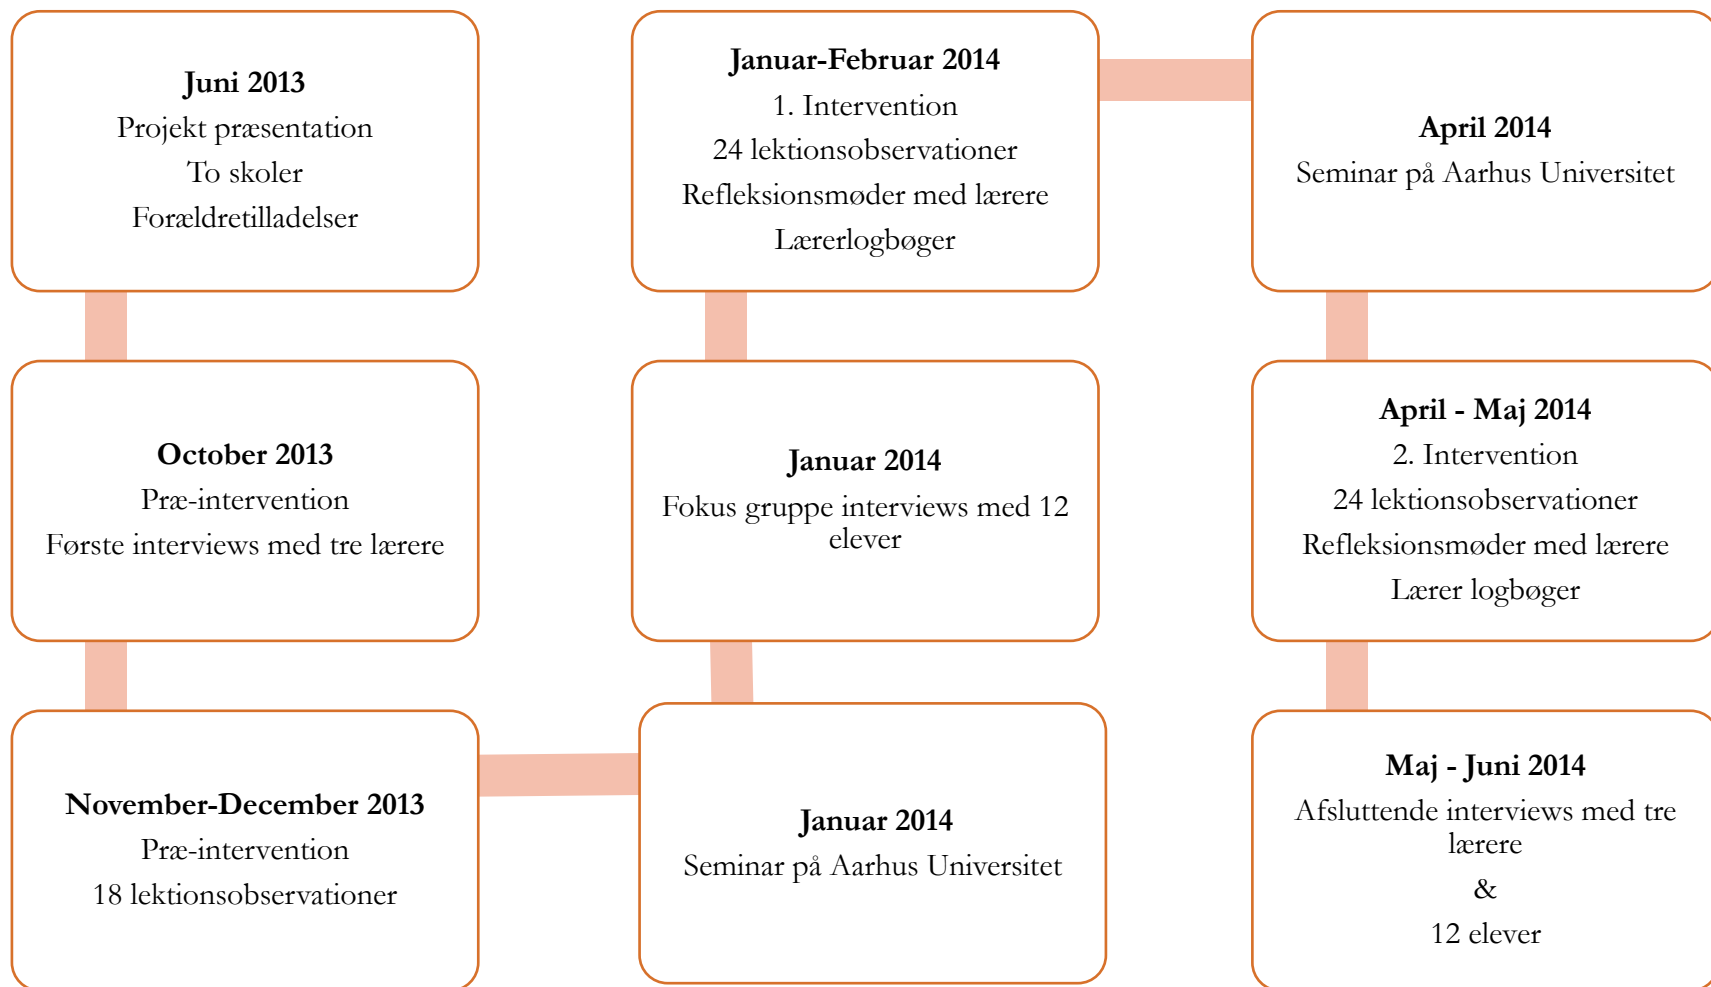 Juni 2013
Projekt præsentation
To skoler
Forældretilladelser
October 2013
Præ-intervention
Første interviews med tre lærere
November-December 2013
Præ-intervention
18 lektionsobservationer
Januar 2014
Seminar på Aarhus Universitet
Januar 2014
Fokus gruppe interviews med 12
elever
Januar-Februar 2014
1. Intervention
24 lektionsobservationer
Refleksionsmøder med lærere
Lærerlogbøger
April 2014
Seminar på Aarhus Universitet
April - Maj 2014
2. Intervention
24 lektionsobservationer
Refleksionsmøder med lærere
Lærer logbøger
Maj - Juni 2014
Afsluttende interviews med tre
lærere
&
12 elever